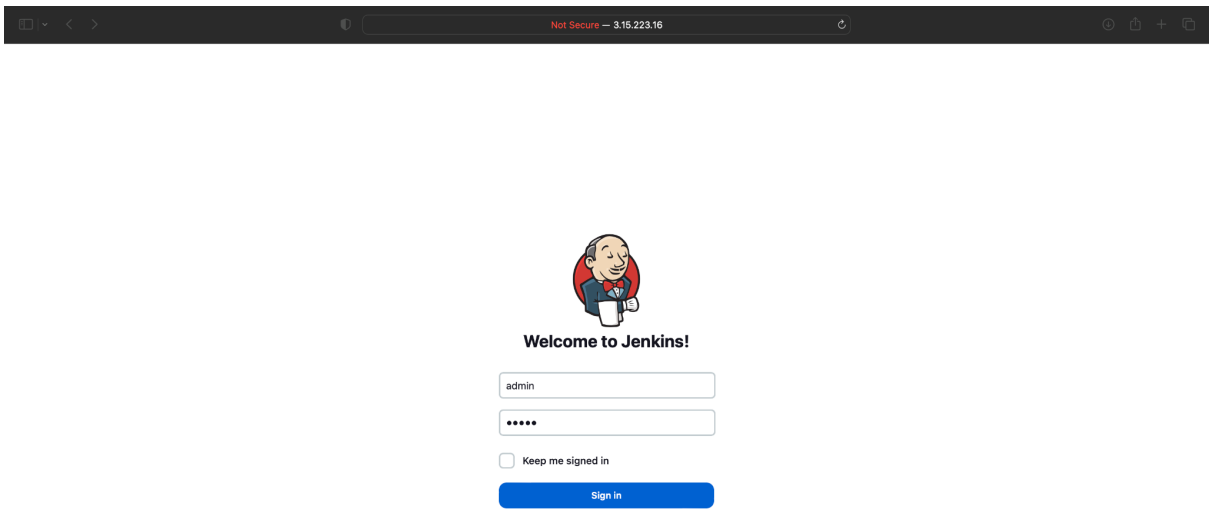 Not Secure — 3.15.223.16
Welcome to Jenkins!
admin
•••••
Keep me signed in
Sign in